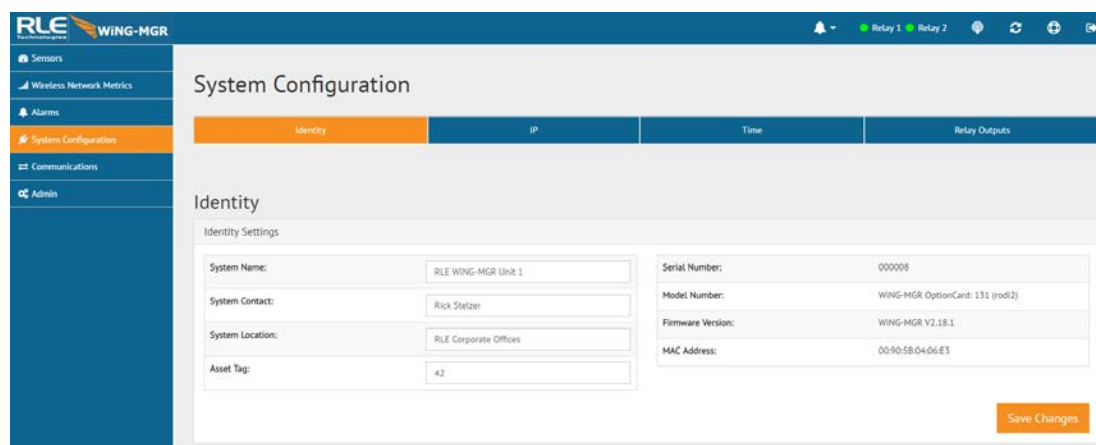 RLE WiNG-MGR
Technologies
Relay 1 Relay 2
Sensors
Wireless Network Metrics
Alarms
System Configuration
Communications
Admin
System Configuration
Identity IP Time Relay Outputs
Identity
Identity Settings
System Name: RLE WiNG-MGR Unit 1
System Contact: Rick Stelzer
System Location: RLE Corporate Offices
Asset Tag: 42
Serial Number: 000008
Model Number: WiNG-MGR OptionCard: 131 (rodi2)
Firmware Version: WiNG-MGR V2.18.1
MAC Address: 00:90:5B:04:06:E3
Save Changes